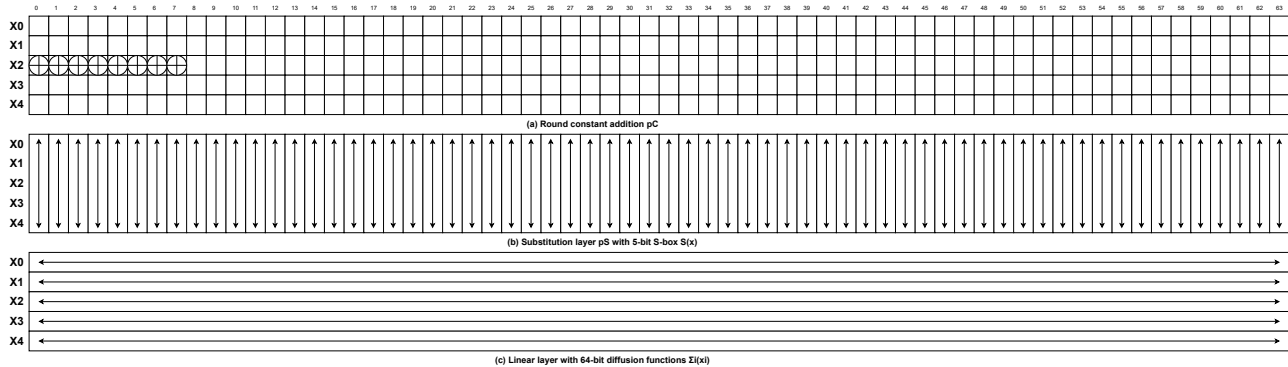 0 1 2 3 4 5 6 7 8 9 10 11 12 13 14 15 16 17 18 19 20 21 22 23 24 25 26 27 28 29 30 31 32 33 34 35 36 37 38 39 40 41 42 43 44 45 46 47 48 49 50 51 52 53 54 55 56 57 58 59 60 61 62 63
X0
X1
X2
X3
X4
(a) Round constant addition pC
X0
X1
X2
X3
X4
(b) Substitution layer pS with 5-bit S-box S(x)
X0
X1
X2
X3
X4
(c) Linear layer with 64-bit diffusion functions Σi(xi)